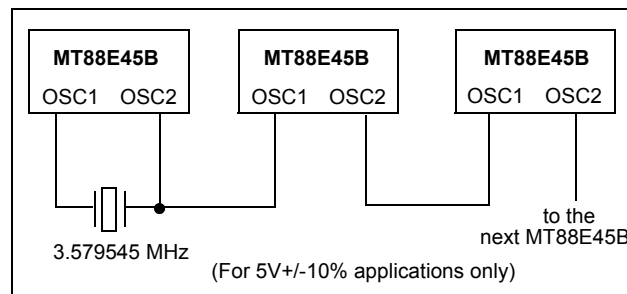 MT88E45B MT88E45B MT88E45B
OSC1 OSC2 OSC1 OSC2 OSC1 OSC2
3.579545 MHz
to the
next MT88E45B
(For 5V+/-10% applications only)